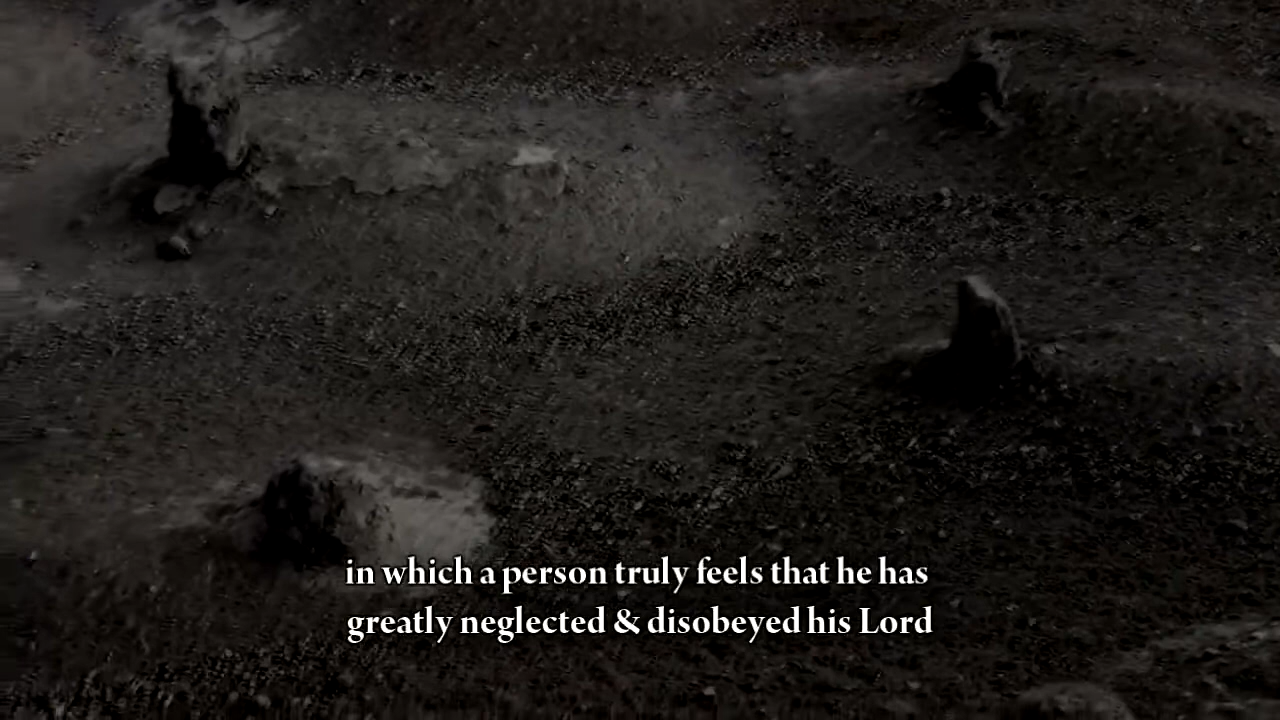 in which a person truly feels that he has
greatly neglected & disobeyed his Lord